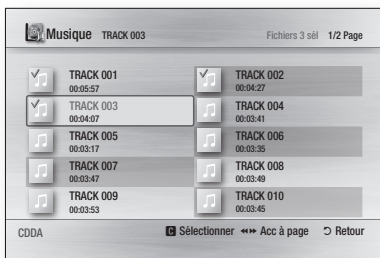 Musique TRACK 003 Fichiers 3 sél 1/2 Page
TRACK 001
00:05:57
TRACK 002
00:04:27
TRACK 003
00:04:07
TRACK 004
00:03:41
TRACK 005
00:03:17
TRACK 006
00:03:35
TRACK 007
00:03:47
TRACK 008
00:03:49
TRACK 009
00:03:53
TRACK 010
00:03:45
CDDA C Sélectionner Acc à page Retour